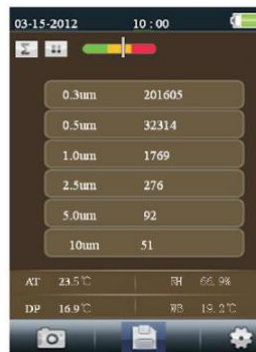 03-15-2012 10 : 00
Σ
0.3um 201605
0.5um 32314
1.0um 1769
2.5um 276
5.0um 92
10um 51
AT 23.5℃ RH 66.9%
DP 16.9℃ WB 19.2℃